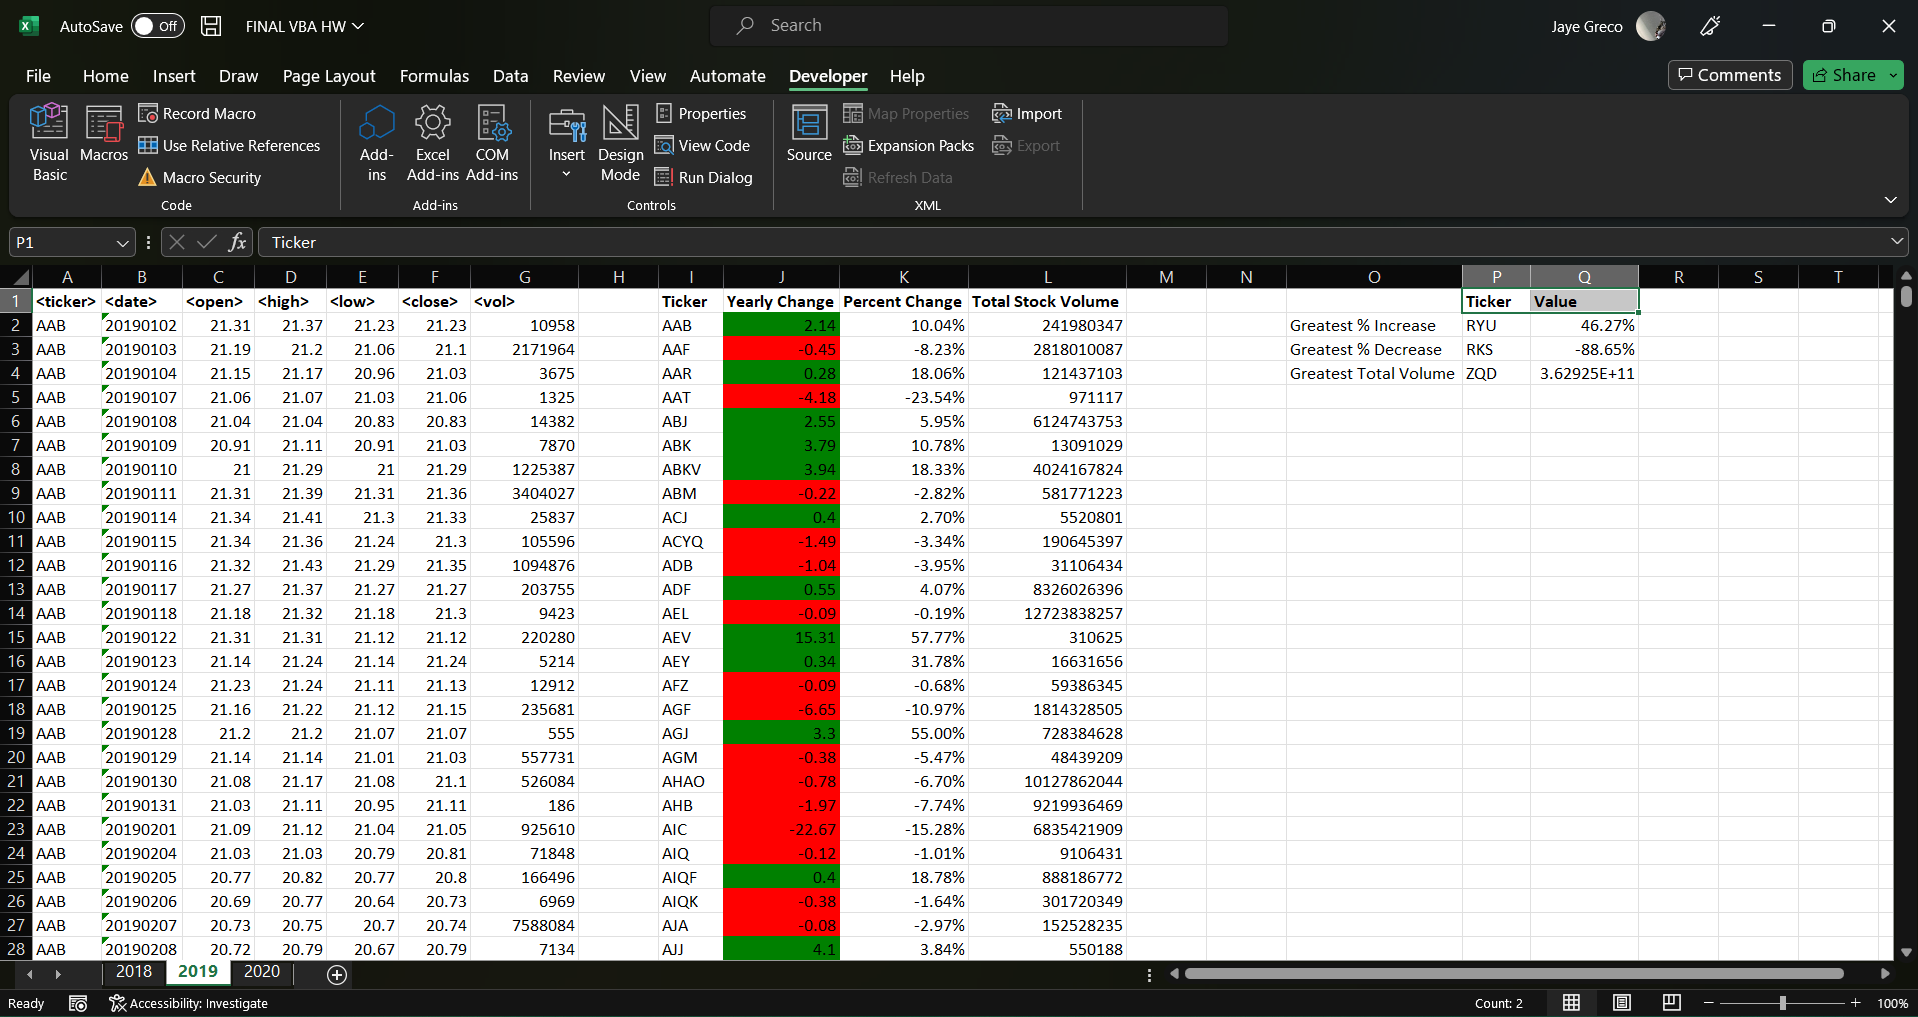 AutoSave Off FINAL VBA HW Search Jaye Greco
File Home Insert Draw Page Layout Formulas Data Review View Automate Developer Help Comments Share
Visual Basic Macros Record Macro Use Relative References Macro Security Code
Add-ins Excel Add-ins COM Add-ins Add-ins
Insert Design Mode Properties View Code Run Dialog Controls
Source Map Properties Expansion Packs Refresh Data Import Export XML
P1 fx Ticker
A B C D E F G H I J K L M N O P Q R S T
1 <ticker> <date> <open> <high> <low> <close> <vol> Ticker Yearly Change Percent Change Total Stock Volume Ticker Value
2 AAB 20190102 21.31 21.37 21.23 21.23 10958 AAB 2.14 10.04% 241980347 Greatest % Increase RYU 46.27%
3 AAB 20190103 21.19 21.2 21.06 21.1 2171964 AAF -0.45 -8.23% 2818010087 Greatest % Decrease RKS -88.65%
4 AAB 20190104 21.15 21.17 20.96 21.03 3675 AAR 0.28 18.06% 121437103 Greatest Total Volume ZQD 3.62925E+11
5 AAB 20190107 21.06 21.07 21.03 21.06 1325 AAT -4.18 -23.54% 971117
6 AAB 20190108 21.04 21.04 20.83 20.83 14382 ABJ 2.55 5.95% 6124743753
7 AAB 20190109 20.91 21.11 20.91 21.03 7870 ABK 3.79 10.78% 13091029
8 AAB 20190110 21 21.29 21 21.29 1225387 ABKV 3.94 18.33% 4024167824
9 AAB 20190111 21.31 21.39 21.31 21.36 3404027 ABM -0.22 -2.82% 581771223
10 AAB 20190114 21.34 21.41 21.3 21.33 25837 ACJ 0.4 2.70% 5520801
11 AAB 20190115 21.34 21.36 21.24 21.3 105596 ACYQ -1.49 -3.34% 190645397
12 AAB 20190116 21.32 21.43 21.29 21.35 1094876 ADB -1.04 -3.95% 31106434
13 AAB 20190117 21.27 21.37 21.27 21.27 203755 ADF 0.55 4.07% 8326026396
14 AAB 20190118 21.18 21.32 21.18 21.3 9423 AEL -0.09 -0.19% 12723838257
15 AAB 20190122 21.31 21.31 21.12 21.12 220280 AEV 15.31 57.77% 310625
16 AAB 20190123 21.14 21.24 21.14 21.24 5214 AEY 0.34 31.78% 16631656
17 AAB 20190124 21.23 21.24 21.11 21.13 12912 AFZ -0.09 -0.68% 59386345
18 AAB 20190125 21.16 21.22 21.12 21.15 235681 AGF -6.65 -10.97% 1814328505
19 AAB 20190128 21.2 21.2 21.07 21.07 555 AGJ 3.3 55.00% 728384628
20 AAB 20190129 21.14 21.14 21.01 21.03 557731 AGM -0.38 -5.47% 48439209
21 AAB 20190130 21.08 21.17 21.08 21.1 526084 AHAO -0.78 -6.70% 10127862044
22 AAB 20190131 21.03 21.11 20.95 21.11 186 AHB -1.97 -7.74% 9219936469
23 AAB 20190201 21.09 21.12 21.04 21.05 925610 AIC -22.67 -15.28% 6835421909
24 AAB 20190204 21.03 21.03 20.79 20.81 71848 AIQ -0.12 -1.01% 9106431
25 AAB 20190205 20.77 20.82 20.77 20.8 166496 AIQF 0.4 18.78% 888186772
26 AAB 20190206 20.69 20.77 20.64 20.73 6969 AIQK -0.38 -1.64% 301720349
27 AAB 20190207 20.73 20.75 20.7 20.74 7588084 AJA -0.08 -2.97% 152528235
28 AAB 20190208 20.72 20.79 20.67 20.79 7134 AJJ 4.1 3.84% 550188
2018 2019 2020
Ready Accessibility: Investigate Count: 2 100%